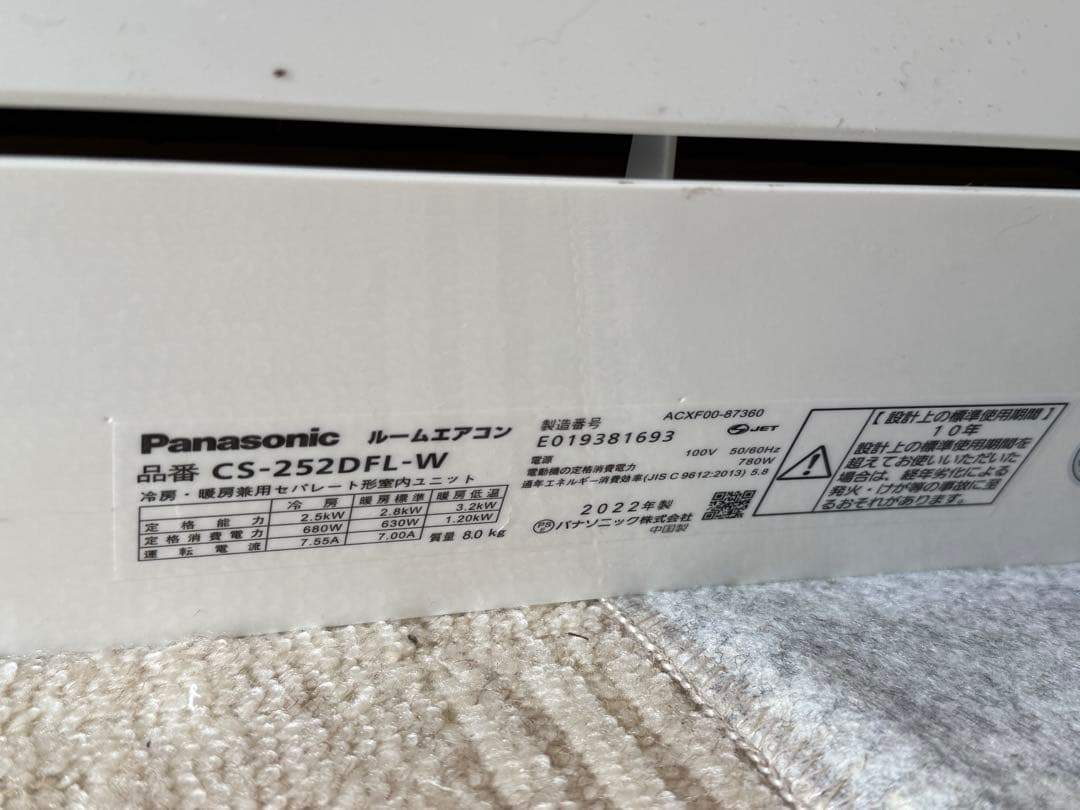 Panasonic ルームエアコン
品番 CS-252DFL-W
冷房・暖房兼用セパレート形室内ユニット
冷房 暖房標準 暖房低温
定格能力 2.5kW 2.8kW 3.2kW
定格消費電力 680W 630W 1.20kW
運転電流 7.55A 7.00A 質量 8.0 kg
製造番号 ACXF00-87360
E019381693 JET
電源 100V 50/60Hz
電動機の定格消費電力 780W
通年エネルギー消費効率(JIS C 9612:2013) 5.8
2022年製
PSE パナソニック株式会社
中国製
【設計上の標準使用期間】
10年
設計上の標準使用期間を
超えてお使いいただいた
場合は、経年劣化による
発火・けが等の事故に至
るおそれがあります。